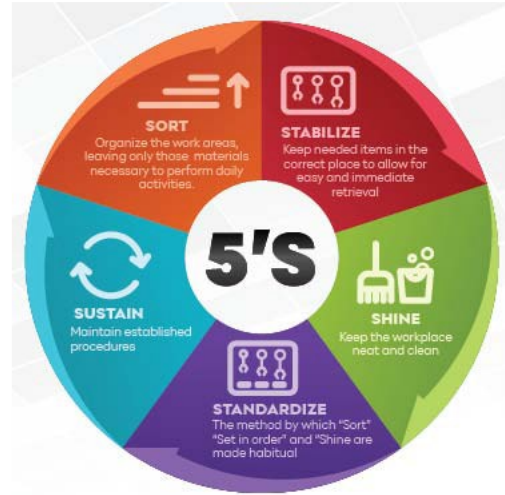 SORT
Organize the work areas,
leaving only those materials
necessary to perform daily
activities.
STABILIZE
Keep needed items in the
correct place to allow for
easy and immediate
retrieval
5'S
SHINE
Keep the workplace
neat and clean
STANDARDIZE
The method by which "Sort"
"Set in order" and "Shine are
made habitual
SUSTAIN
Maintain established
procedures